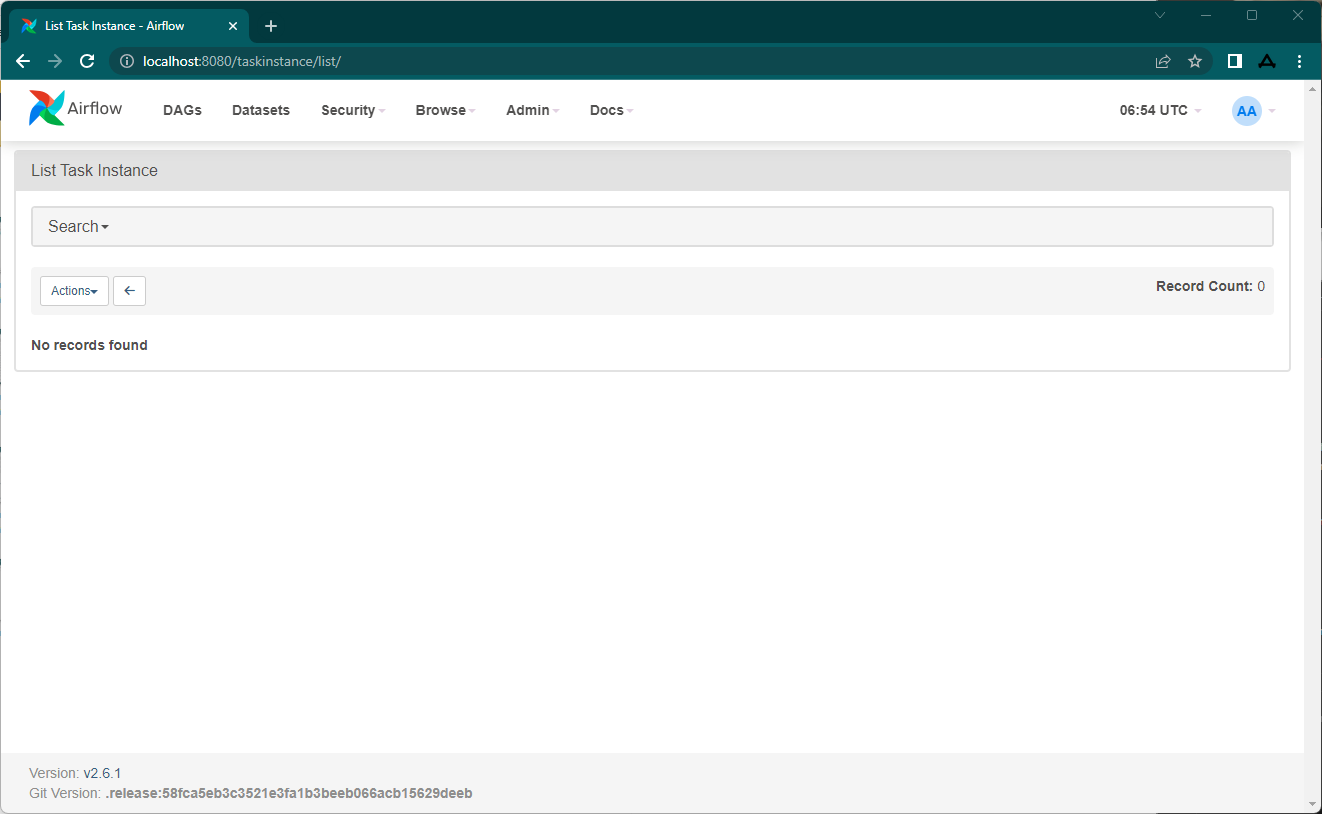 List Task Instance - Airflow
localhost:8080/taskinstance/list/
Airflow DAGs Datasets Security Browse Admin Docs 06:54 UTC AA
List Task Instance
Search
Actions Record Count: 0
No records found
Version: v2.6.1
Git Version: .release:58fca5eb3c3521e3fa1b3beeb066acb15629deeb